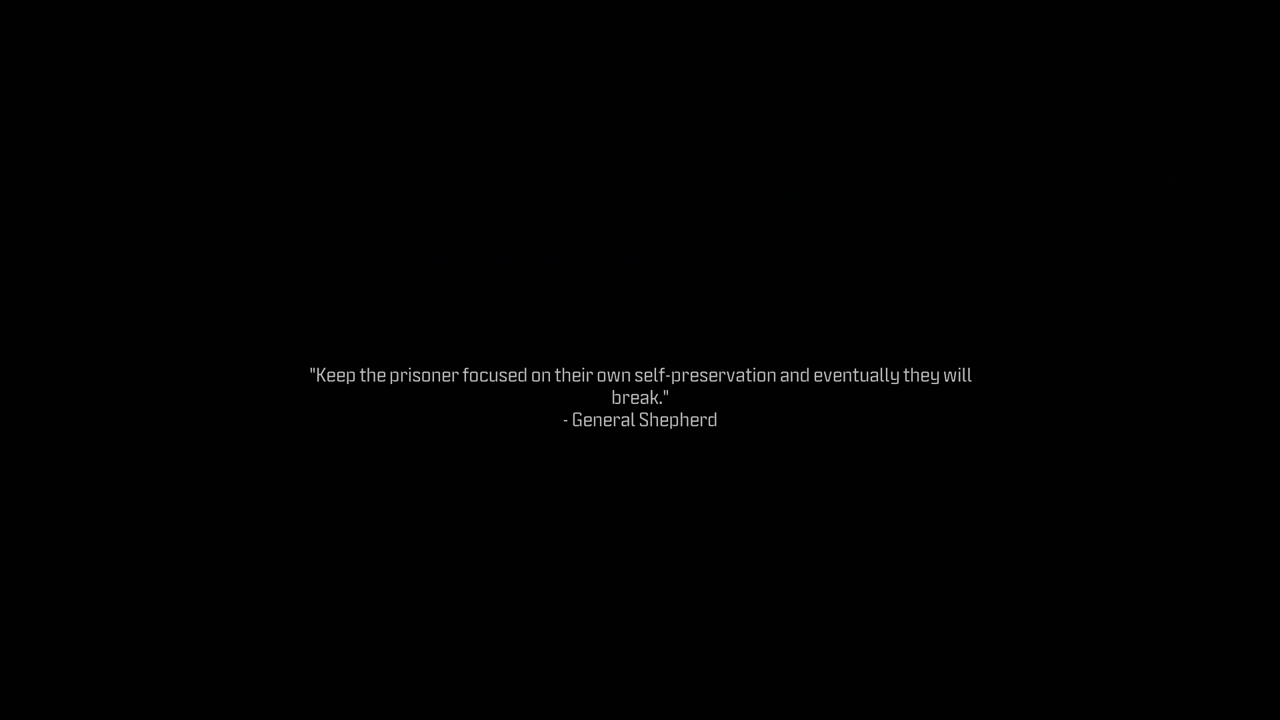 "Keep the prisoner focused on their own self-preservation and eventually they will
break."
- General Shepherd